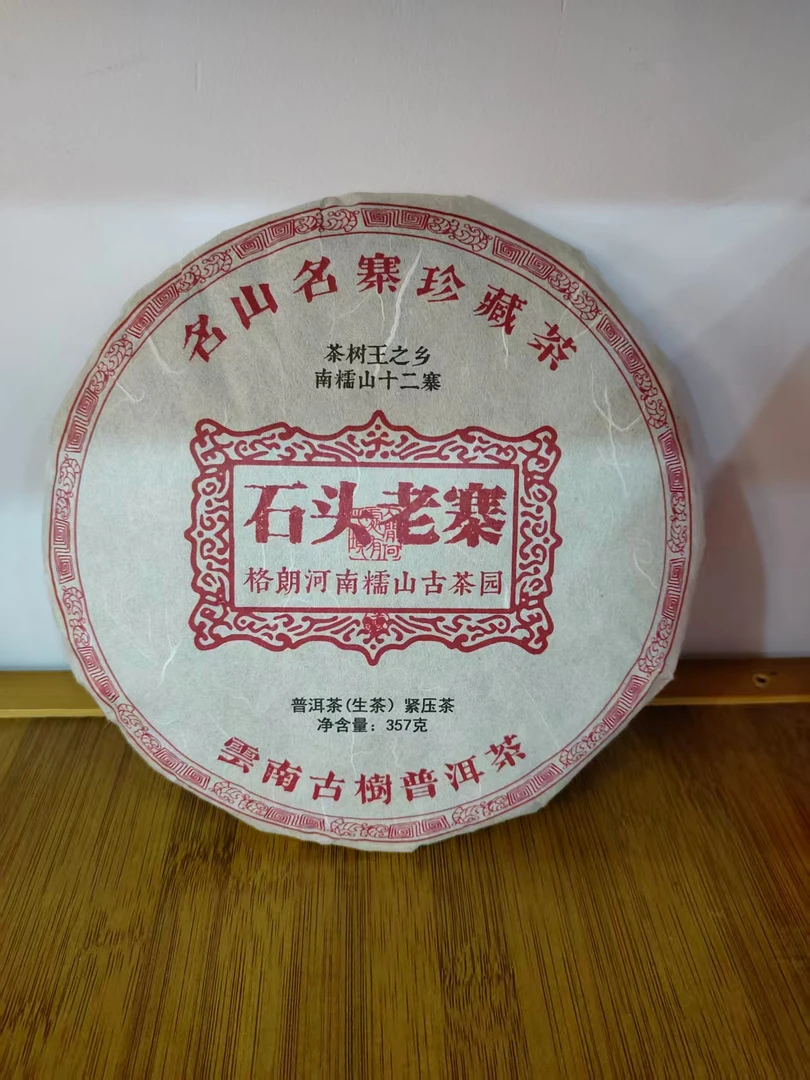 名山名寨珍藏茶
茶树王之乡
南糯山十二寨
石头老寨
格朗河南糯山古茶园
普洱茶(生茶) 紧压茶
净含量：357克
雲南古樹普洱茶